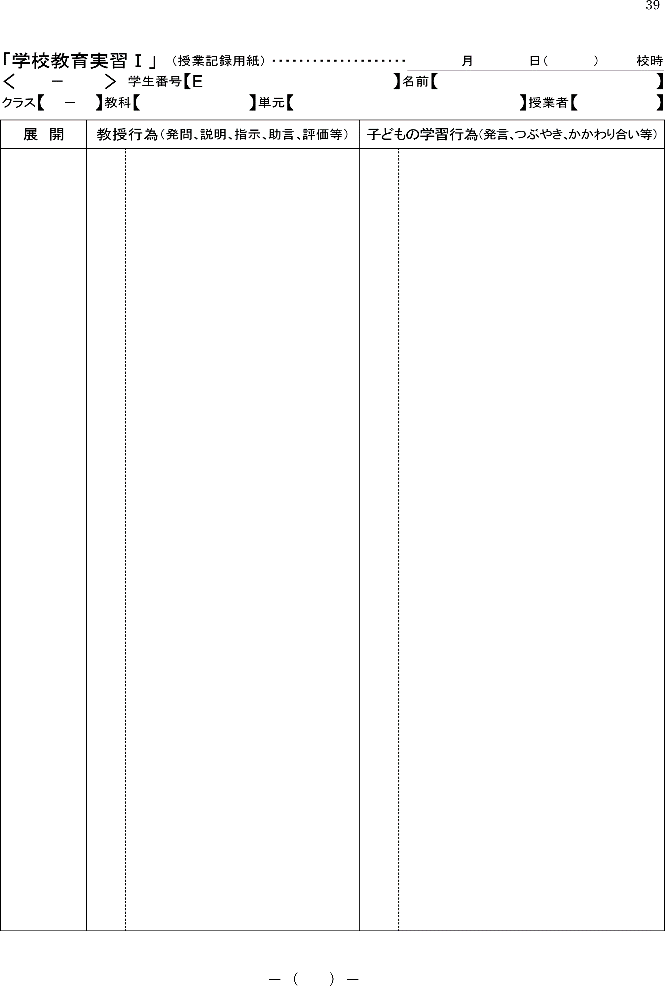 39
「学校教育実習Ⅰ」（授業記録用紙）‥‥‥‥‥‥‥‥‥‥ 月 日（ ） 校時
＜ － ＞ 学生番号【E 】名前【 】
クラス【 － 】教科【 】単元【 】授業者【 】
展 開 教授行為（発問、説明、指示、助言、評価等） 子どもの学習行為（発言、つぶやき、かかわり合い等）
－（ ）－